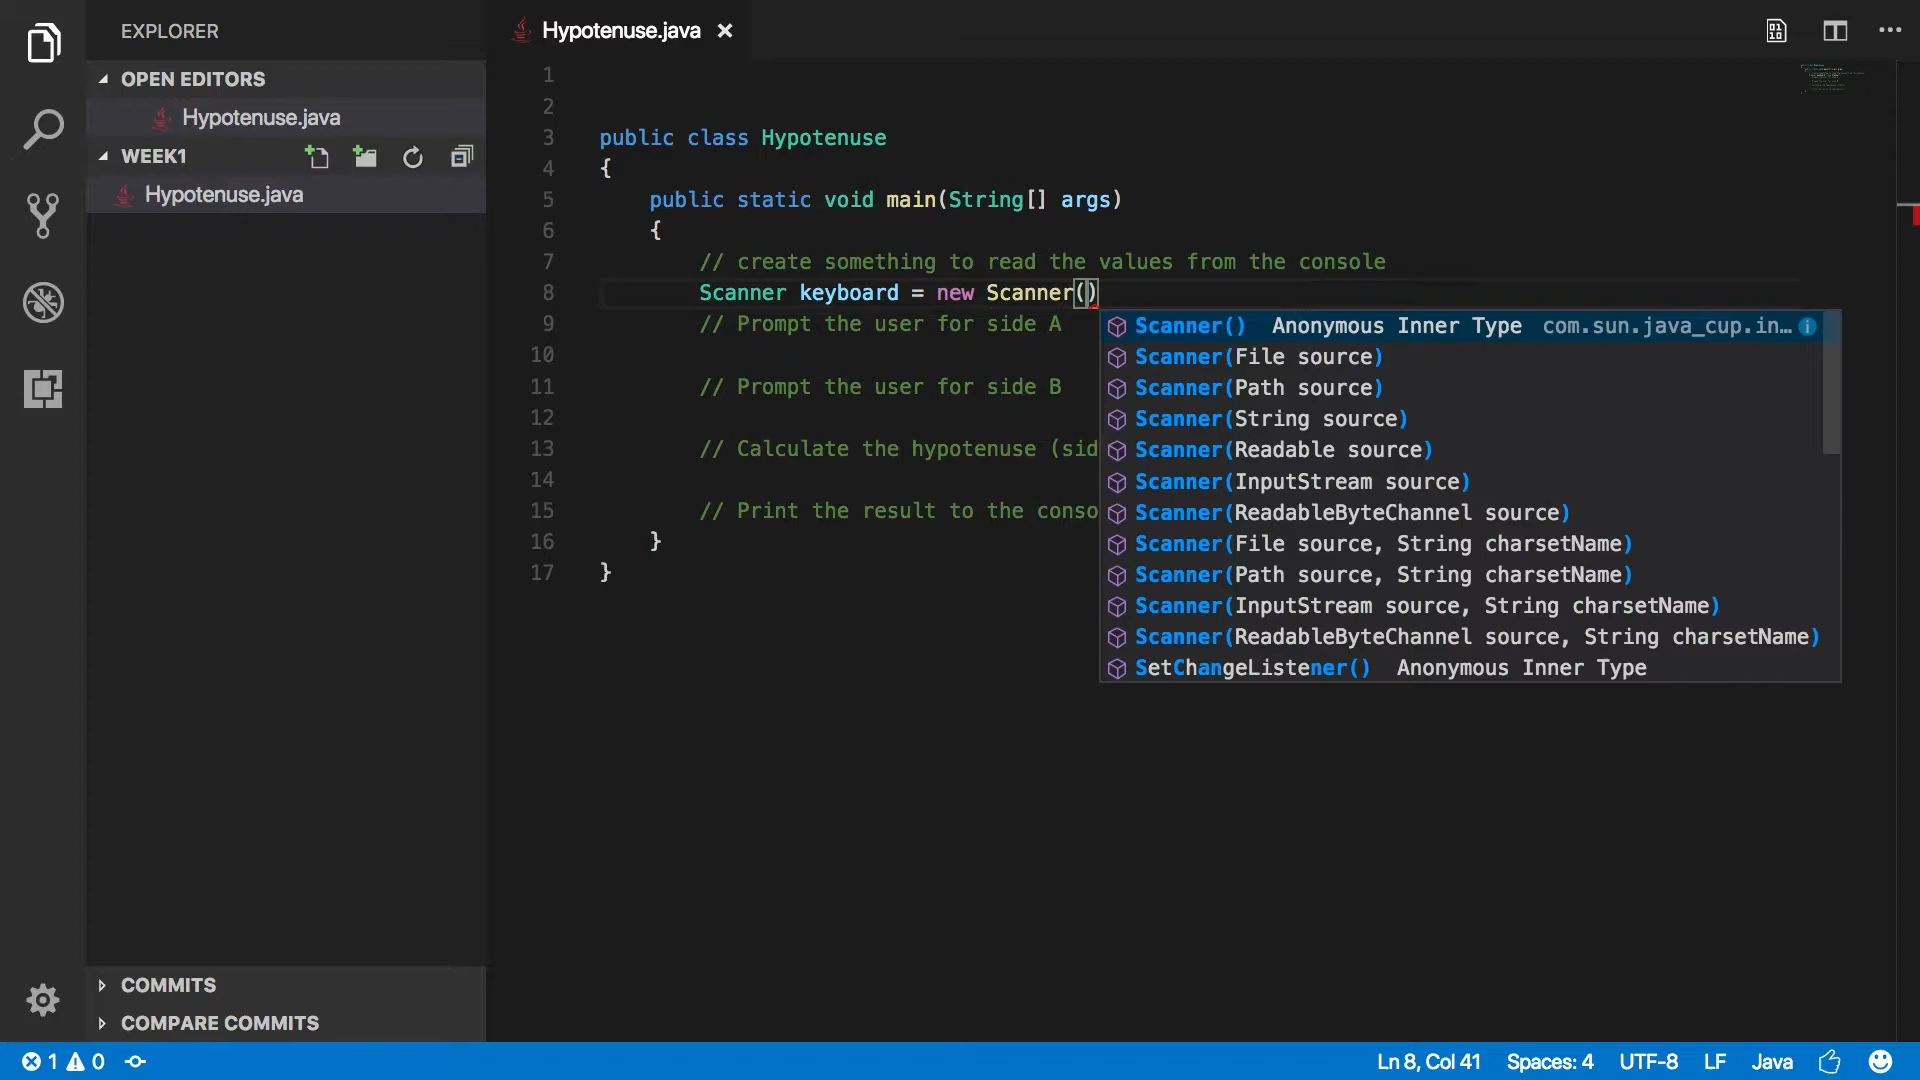 EXPLORER
OPEN EDITORS
Hypotenuse.java
WEEK1
Hypotenuse.java
COMMITS
COMPARE COMMITS
Hypotenuse.java
1
2
3 public class Hypotenuse
4 {
5 public static void main(String[] args)
6 {
7 // create something to read the values from the console
8 Scanner keyboard = new Scanner()
9 // Prompt the user for side A
10
11 // Prompt the user for side B
12
13 // Calculate the hypotenuse (sid
14
15 // Print the result to the conso
16 }
17 }
Scanner() Anonymous Inner Type com.sun.java_cup.in…
Scanner(File source)
Scanner(Path source)
Scanner(String source)
Scanner(Readable source)
Scanner(InputStream source)
Scanner(ReadableByteChannel source)
Scanner(File source, String charsetName)
Scanner(Path source, String charsetName)
Scanner(InputStream source, String charsetName)
Scanner(ReadableByteChannel source, String charsetName)
SetChangeListener() Anonymous Inner Type
1 0 Ln 8, Col 41 Spaces: 4 UTF-8 LF Java